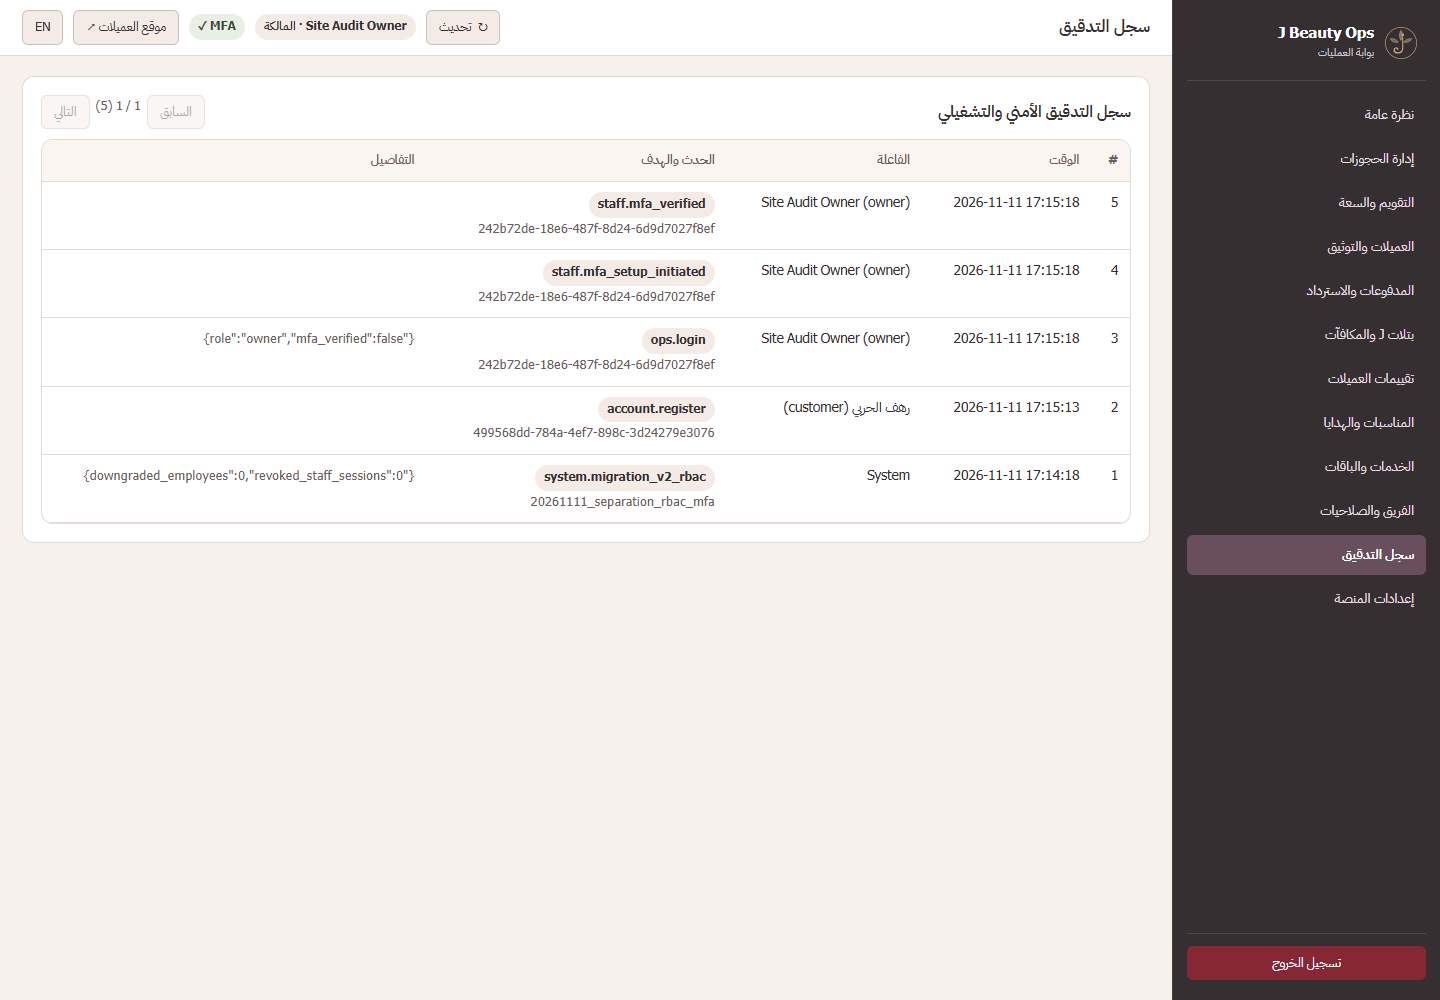 J Beauty Ops
بوابة العمليات
نظرة عامة
إدارة الحجوزات
التقويم والسعة
العميلات والتوثيق
المدفوعات والاسترداد
بتلات J والمكافآت
تقييمات العميلات
المناسبات والهدايا
الخدمات والباقات
الفريق والصلاحيات
سجل التدقيق
إعدادات المنصة
تسجيل الخروج
سجل التدقيق
↻ تحديث
Site Audit Owner · المالكة
MFA ✓
موقع العميلات ↗
EN
سجل التدقيق الأمني والتشغيلي
السابق
1 / 1 (5)
التالي
# الوقت الفاعلة الحدث والهدف التفاصيل
5 2026-11-11 17:15:18 Site Audit Owner (owner) staff.mfa_verified
242b72de-18e6-487f-8d24-6d9d7027f8ef
4 2026-11-11 17:15:18 Site Audit Owner (owner) staff.mfa_setup_initiated
242b72de-18e6-487f-8d24-6d9d7027f8ef
3 2026-11-11 17:15:18 Site Audit Owner (owner) ops.login {role":"owner","mfa_verified":false"}
242b72de-18e6-487f-8d24-6d9d7027f8ef
2 2026-11-11 17:15:13 رهف الحربي (customer) account.register
499568dd-784a-4ef7-898c-3d24279e3076
1 2026-11-11 17:14:18 System system.migration_v2_rbac {downgraded_employees":0,"revoked_staff_sessions":0"}
20261111_separation_rbac_mfa